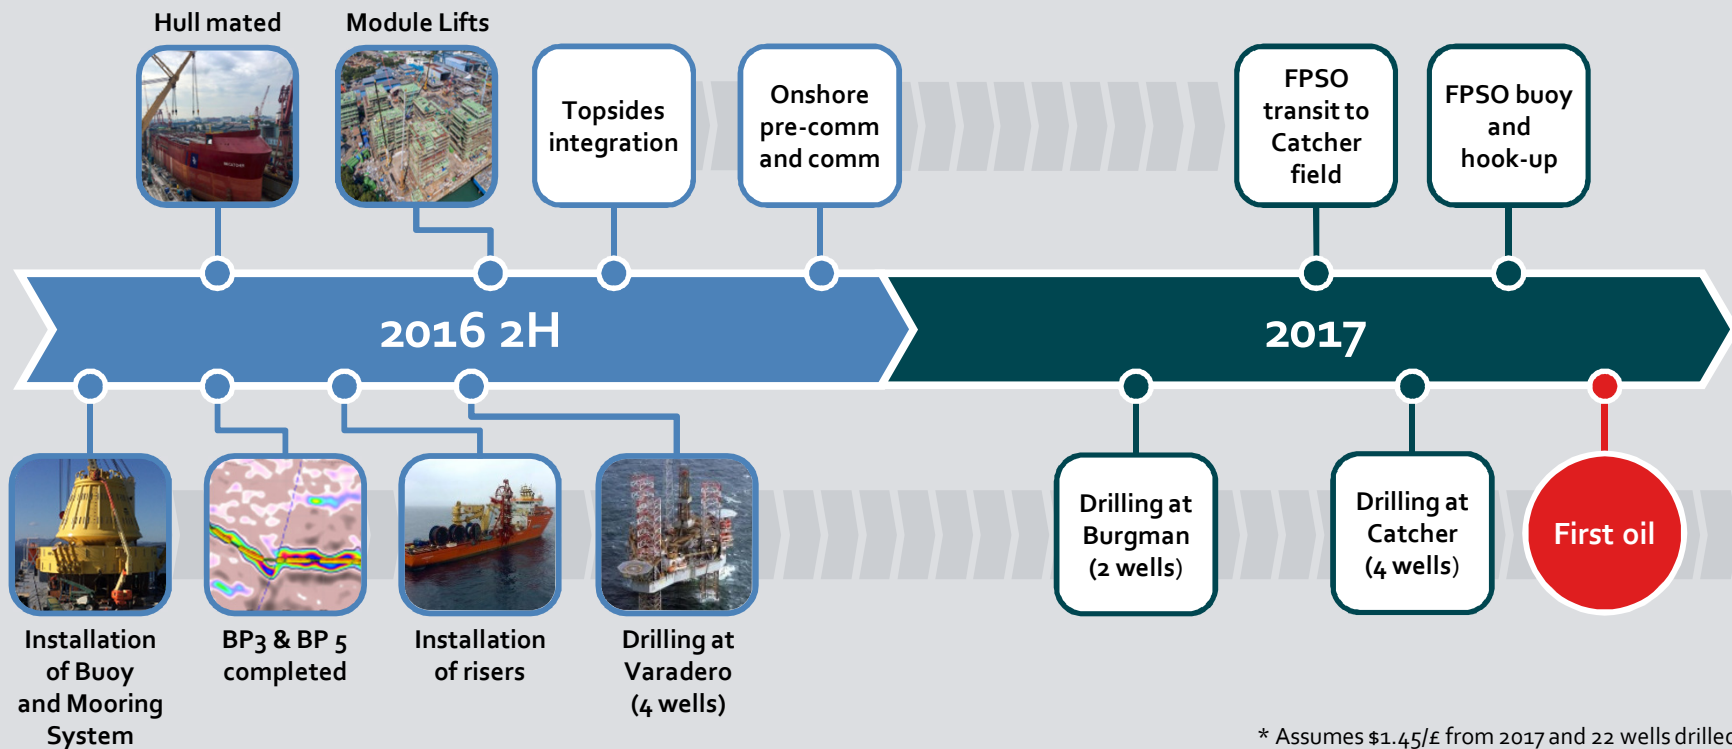 Hull mated
Module Lifts
Topsides
integration
Onshore
pre-comm
and comm
FPSO
transit to
Catcher
field
FPSO buoy
and
hook-up
2016 2H
2017
Installation
of Buoy
and Mooring
System
BP3 & BP 5
completed
Installation
of risers
Drilling at
Varadero
(4 wells)
Drilling at
Burgman
(2 wells)
Drilling at
Catcher
(4 wells)
First oil
* Assumes $1.45/£ from 2017 and 22 wells drilled